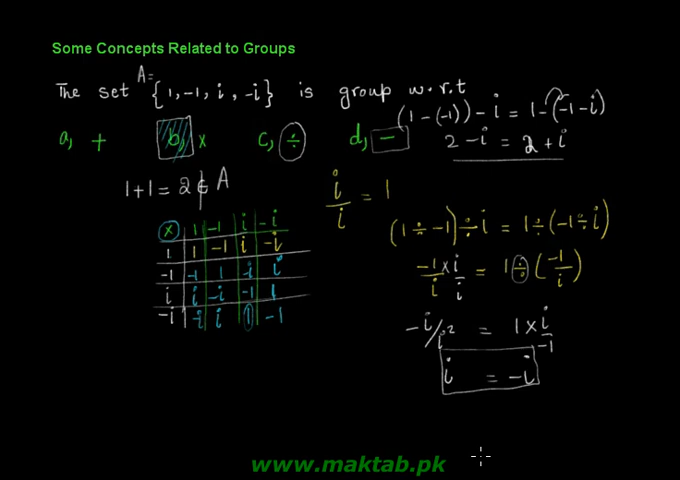 Some Concepts Related to Groups
The set A= {1, -1, i, -i} is group w.r.t
a, + b, × c, ÷ d, −
(1-(-1))-i = 1-(-1-i)
2-i = 2+i
1+1 = 2 ∉ A
i/i = 1
× 1 -1 i -i
1 1 -1 i -i
-1 -1 1 -i i
i i -i -1 1
-i -i i 1 -1
(1 ÷ -1) ÷ i = 1 ÷ (-1 ÷ i)
-1/i × i/i = 1 ÷ (-1/i)
-i/i² = 1 × i/-1
i = -i
www.maktab.pk